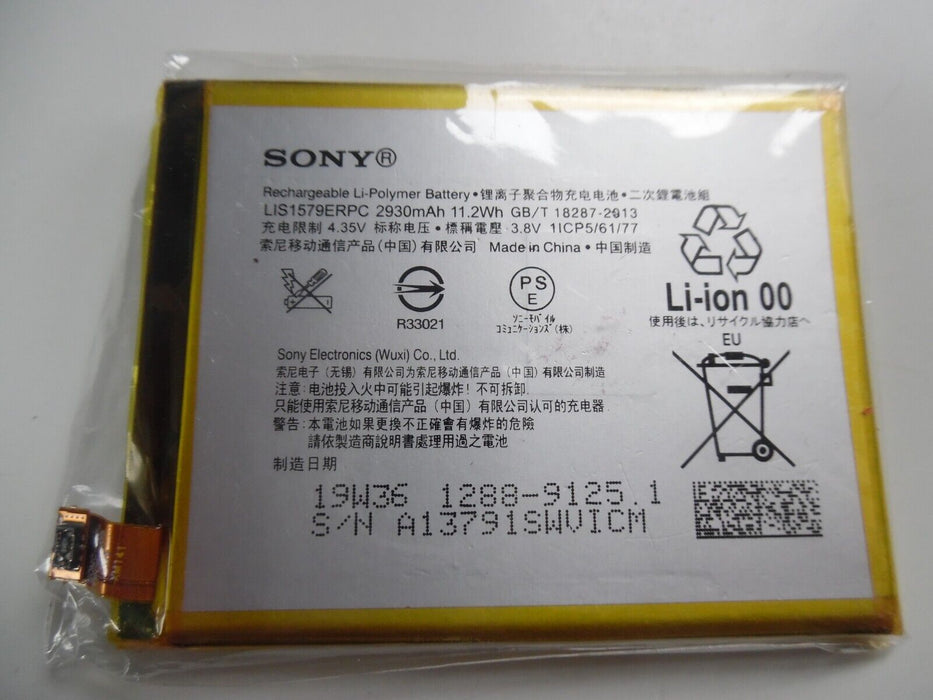 SONY®
Rechargeable Li-Polymer Battery • 锂离子聚合物充电电池 • 二次鋰電池組
LIS1579ERPC 2930mAh 11.2Wh GB/T 18287-2913
充电限制 4.35V 标称电压 • 標稱電壓 3.8V 1ICP5/61/77
索尼移动通信产品(中国)有限公司 Made in China • 中国制造
R33021
PS
E
ソニーモバイル
コミュニケーションズ(株)
Li-ion 00
使用後は、リサイクル協力店へ
EU
Sony Electronics (Wuxi) Co., Ltd.
索尼电子（无锡）有限公司为索尼移动通信产品（中国）有限公司制造
注意: 电池投入火中可能引起爆炸！不可拆卸.
只能使用索尼移动通信产品（中国）有限公司认可的充电器.
警告: 本電池如果更換不正確會有爆炸的危險
請依製造商說明書處理用過之電池
制造日期
19W36 1288-9125.1
S/N A13791SWVICM